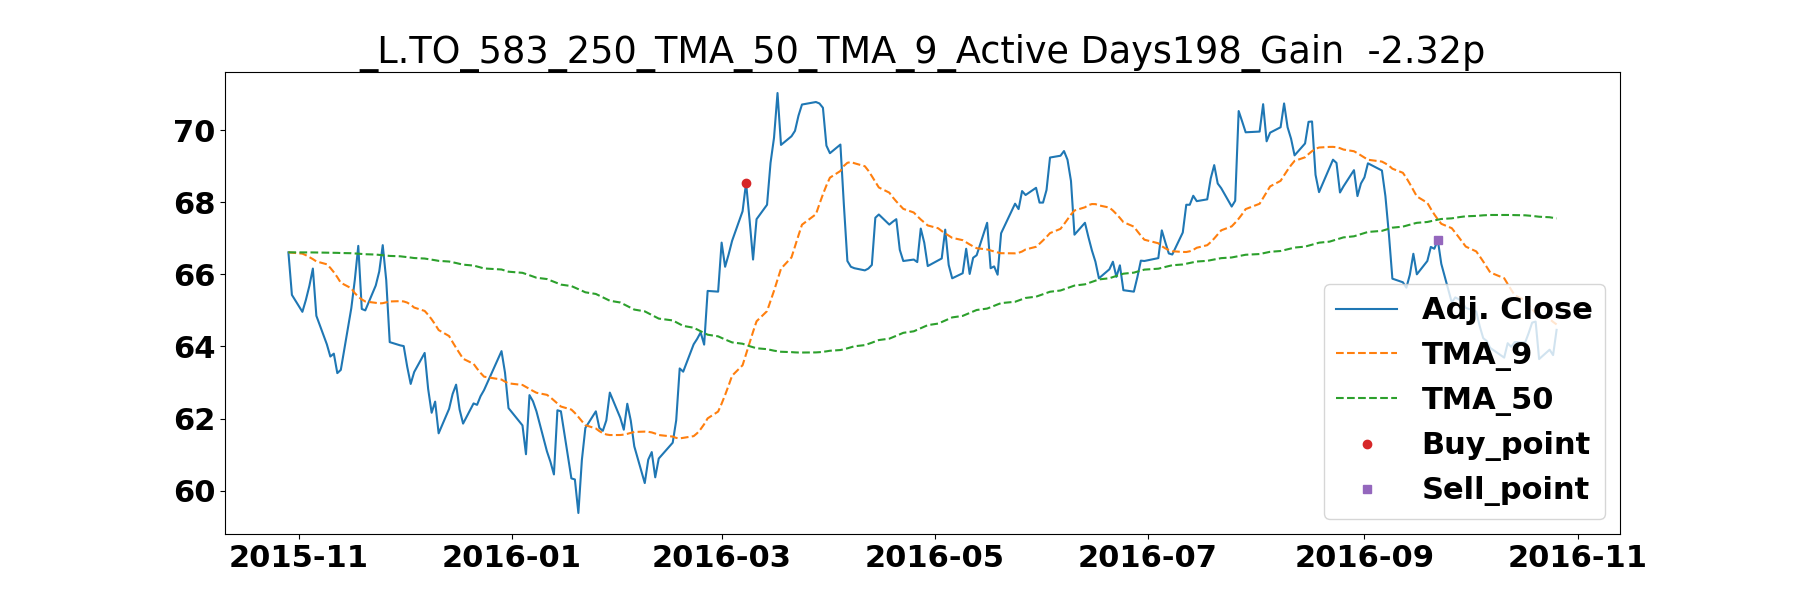 _L.TO_583_250_TMA_50_TMA_9_Active Days198_Gain  -2.32p
70
68
66
64
62
60
Adj. Close
TMA_9
TMA_50
Buy_point
Sell_point
2015-11 2016-01 2016-03 2016-05 2016-07 2016-09 2016-11